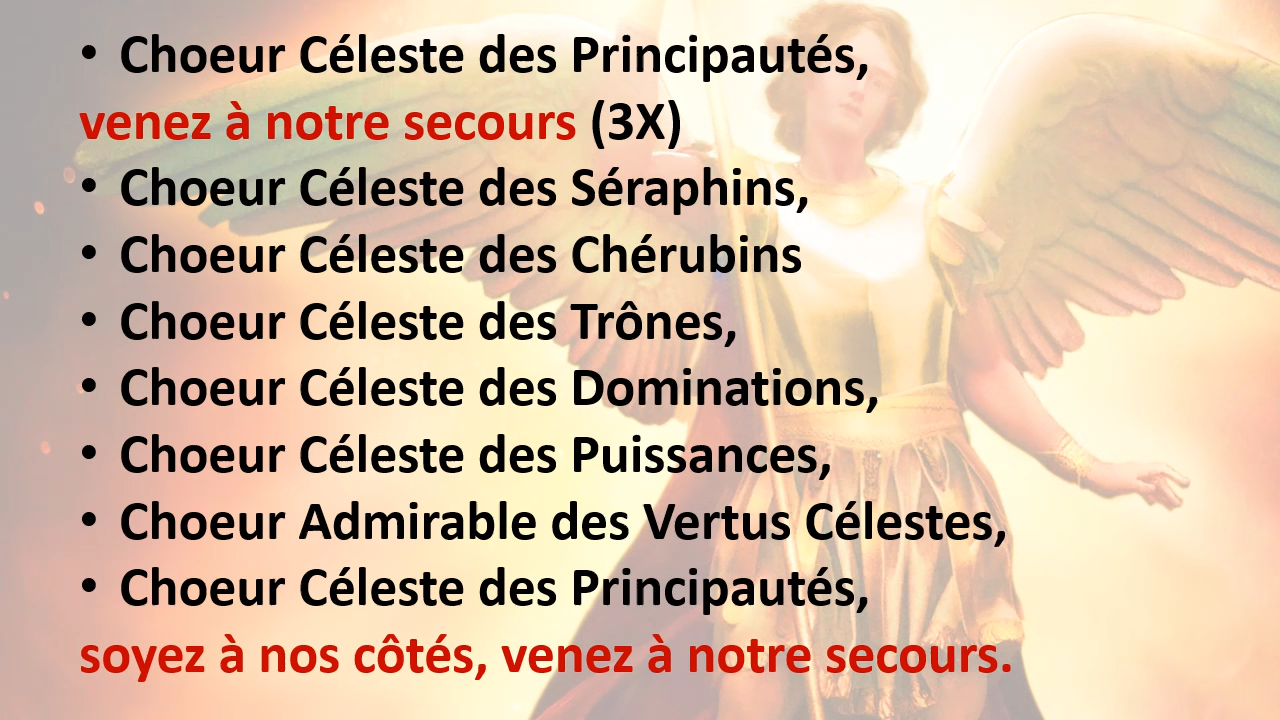 • Choeur Céleste des Principautés,
venez à notre secours (3X)
• Choeur Céleste des Séraphins,
• Choeur Céleste des Chérubins
• Choeur Céleste des Trônes,
• Choeur Céleste des Dominations,
• Choeur Céleste des Puissances,
• Choeur Admirable des Vertus Célestes,
• Choeur Céleste des Principautés,
soyez à nos côtés, venez à notre secours.